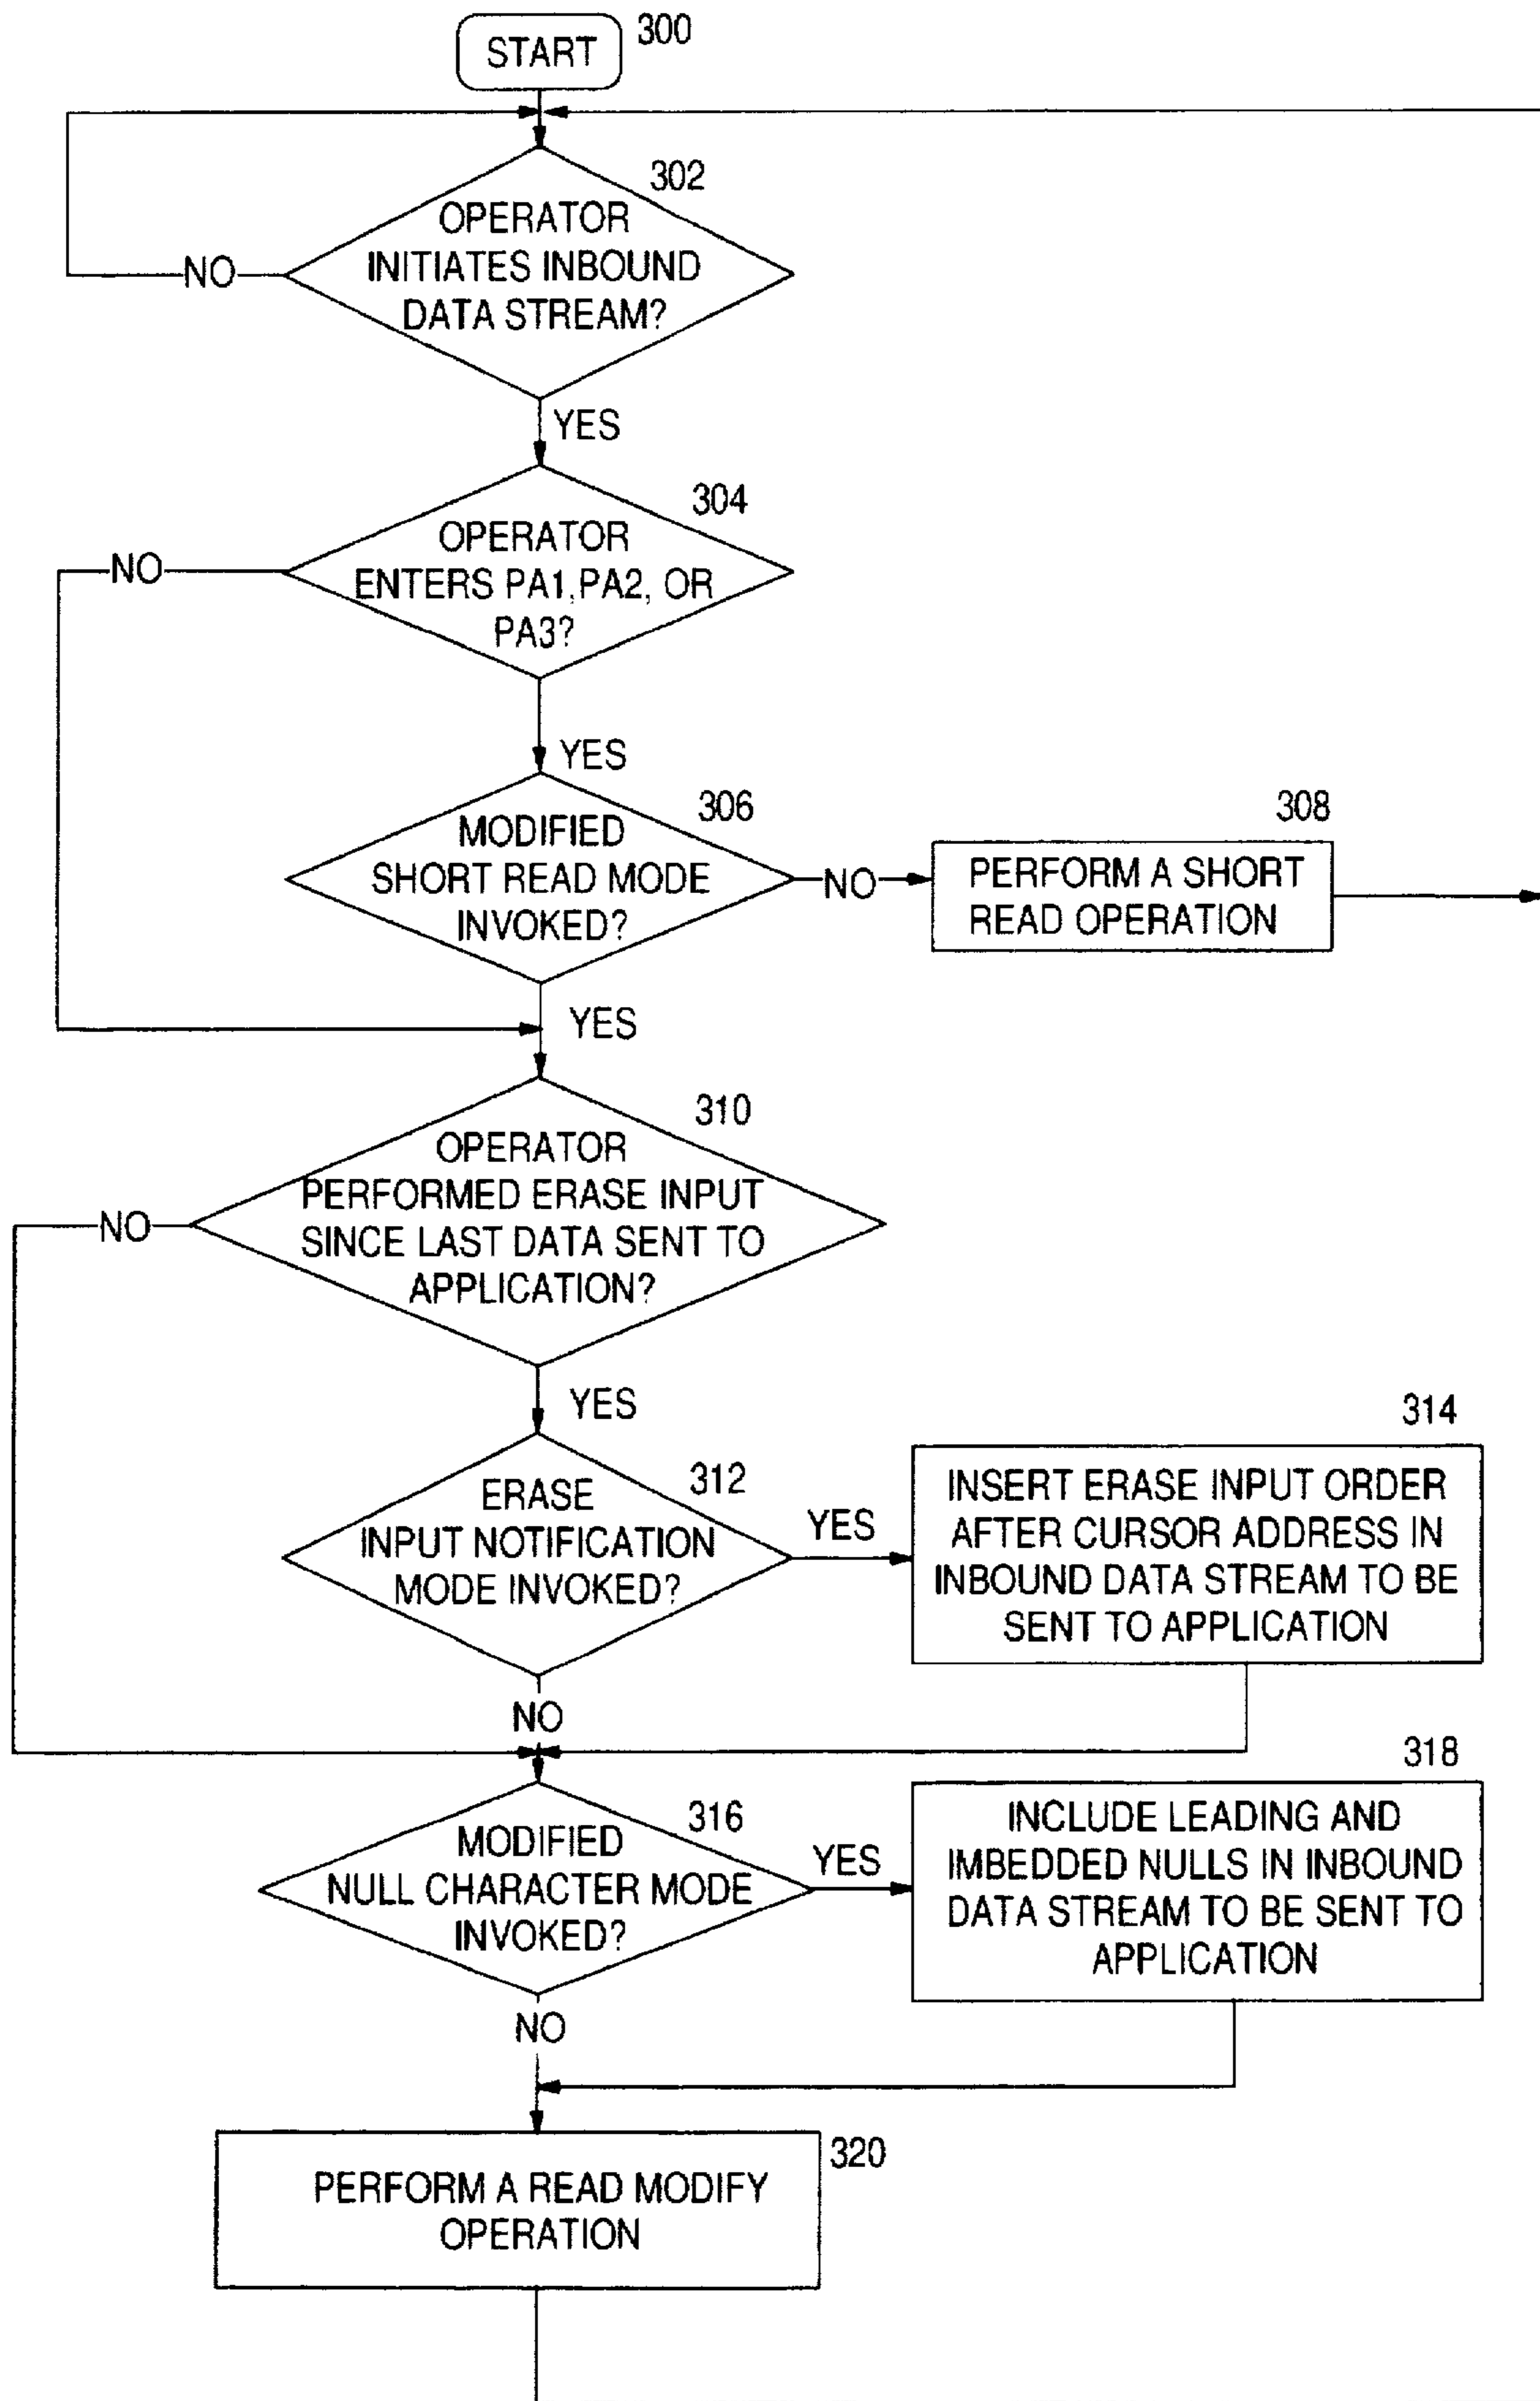 START
300
302
OPERATOR
INITIATES INBOUND
DATA STREAM?
NO
YES
304
OPERATOR
ENTERS PA1, PA2, OR
PA3?
NO
YES
306
MODIFIED
SHORT READ MODE
INVOKED?
NO
308
PERFORM A SHORT
READ OPERATION
YES
310
OPERATOR
PERFORMED ERASE INPUT
SINCE LAST DATA SENT TO
APPLICATION?
NO
YES
312
ERASE
INPUT NOTIFICATION
MODE INVOKED?
YES
314
INSERT ERASE INPUT ORDER
AFTER CURSOR ADDRESS IN
INBOUND DATA STREAM TO BE
SENT TO APPLICATION
NO
316
MODIFIED
NULL CHARACTER MODE
INVOKED?
YES
318
INCLUDE LEADING AND
IMBEDDED NULLS IN INBOUND
DATA STREAM TO BE SENT TO
APPLICATION
NO
320
PERFORM A READ MODIFY
OPERATION